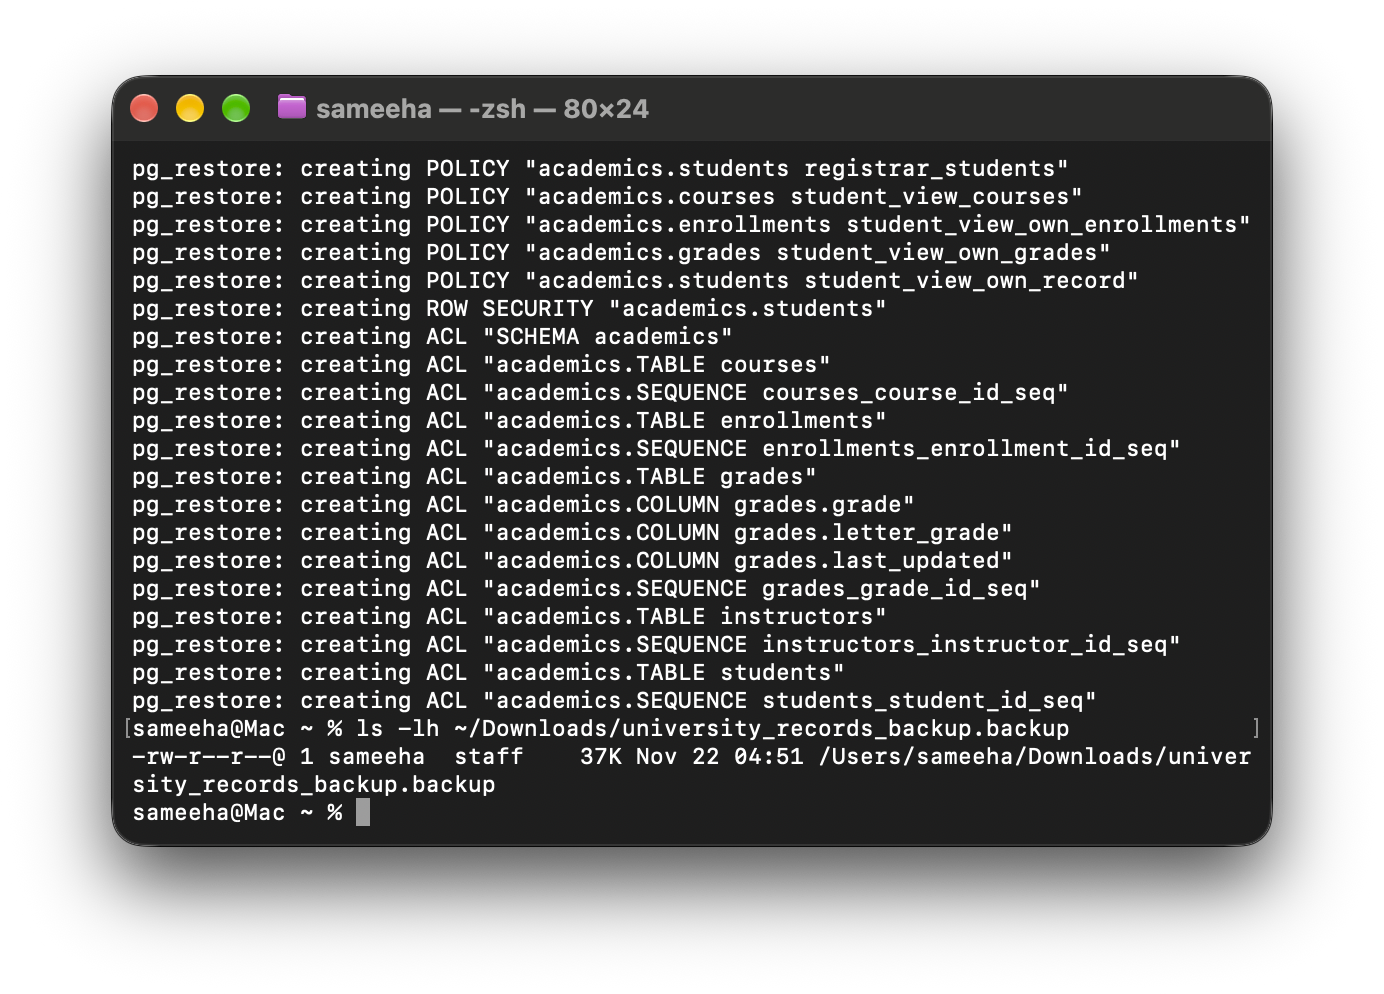 sameeha — -zsh — 80×24
pg_restore: creating POLICY "academics.students registrar_students"
pg_restore: creating POLICY "academics.courses student_view_courses"
pg_restore: creating POLICY "academics.enrollments student_view_own_enrollments"
pg_restore: creating POLICY "academics.grades student_view_own_grades"
pg_restore: creating POLICY "academics.students student_view_own_record"
pg_restore: creating ROW SECURITY "academics.students"
pg_restore: creating ACL "SCHEMA academics"
pg_restore: creating ACL "academics.TABLE courses"
pg_restore: creating ACL "academics.SEQUENCE courses_course_id_seq"
pg_restore: creating ACL "academics.TABLE enrollments"
pg_restore: creating ACL "academics.SEQUENCE enrollments_enrollment_id_seq"
pg_restore: creating ACL "academics.TABLE grades"
pg_restore: creating ACL "academics.COLUMN grades.grade"
pg_restore: creating ACL "academics.COLUMN grades.letter_grade"
pg_restore: creating ACL "academics.COLUMN grades.last_updated"
pg_restore: creating ACL "academics.SEQUENCE grades_grade_id_seq"
pg_restore: creating ACL "academics.TABLE instructors"
pg_restore: creating ACL "academics.SEQUENCE instructors_instructor_id_seq"
pg_restore: creating ACL "academics.TABLE students"
pg_restore: creating ACL "academics.SEQUENCE students_student_id_seq"
[sameeha@Mac ~ % ls -lh ~/Downloads/university_records_backup.backup ]
-rw-r--r--@ 1 sameeha  staff    37K Nov 22 04:51 /Users/sameeha/Downloads/univer
sity_records_backup.backup
sameeha@Mac ~ %